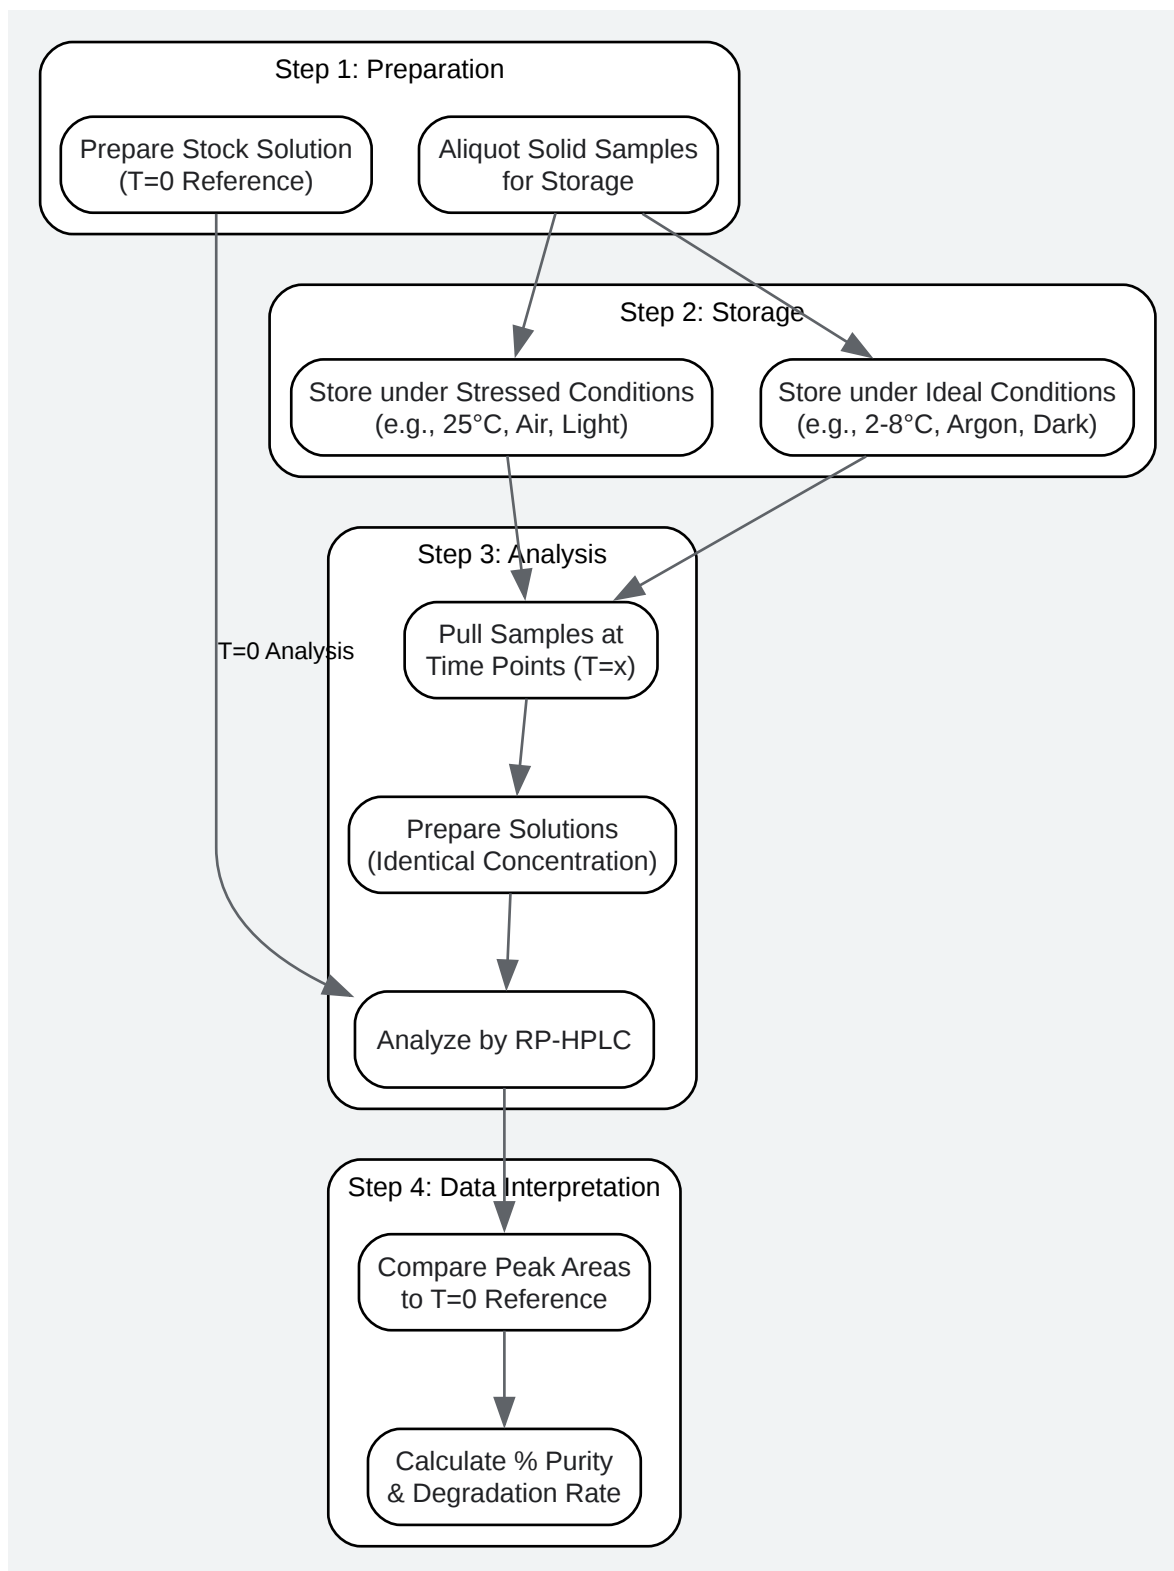 Step 1: Preparation
Prepare Stock Solution
(T=0 Reference)
Aliquot Solid Samples
for Storage
Step 2: Storage
Store under Stressed Conditions
(e.g., 25°C, Air, Light)
Store under Ideal Conditions
(e.g., 2-8°C, Argon, Dark)
Step 3: Analysis
Pull Samples at
Time Points (T=x)
T=0 Analysis
Prepare Solutions
(Identical Concentration)
Analyze by RP-HPLC
Step 4: Data Interpretation
Compare Peak Areas
to T=0 Reference
Calculate % Purity
& Degradation Rate